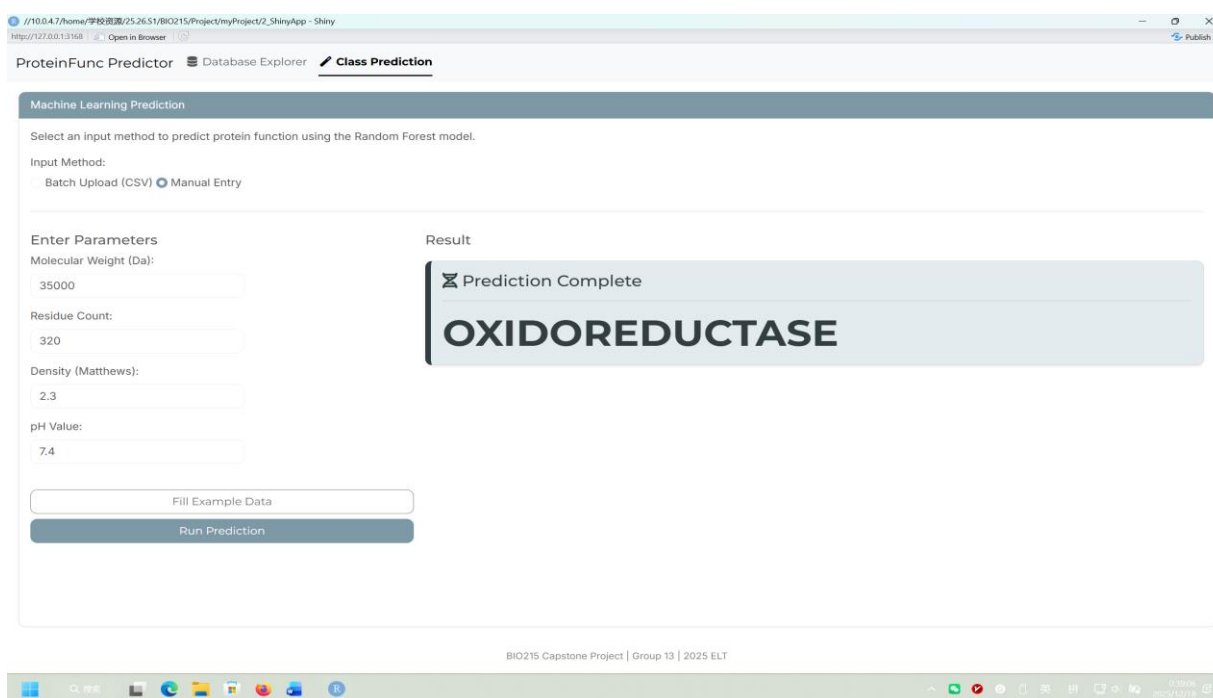 //10.0.4.7/home/学校资源/25.26.S1/BIO215/Project/myProject/2_ShinyApp - Shiny
http://127.0.0.1:3168 Open in Browser
Publish
ProteinFunc Predictor Database Explorer Class Prediction
Machine Learning Prediction
Select an input method to predict protein function using the Random Forest model.
Input Method:
Batch Upload (CSV) Manual Entry
Enter Parameters
Molecular Weight (Da):
35000
Residue Count:
320
Density (Matthews):
2.3
pH Value:
7.4
Fill Example Data
Run Prediction
Result
Prediction Complete
OXIDOREDUCTASE
BIO215 Capstone Project | Group 13 | 2025 ELT